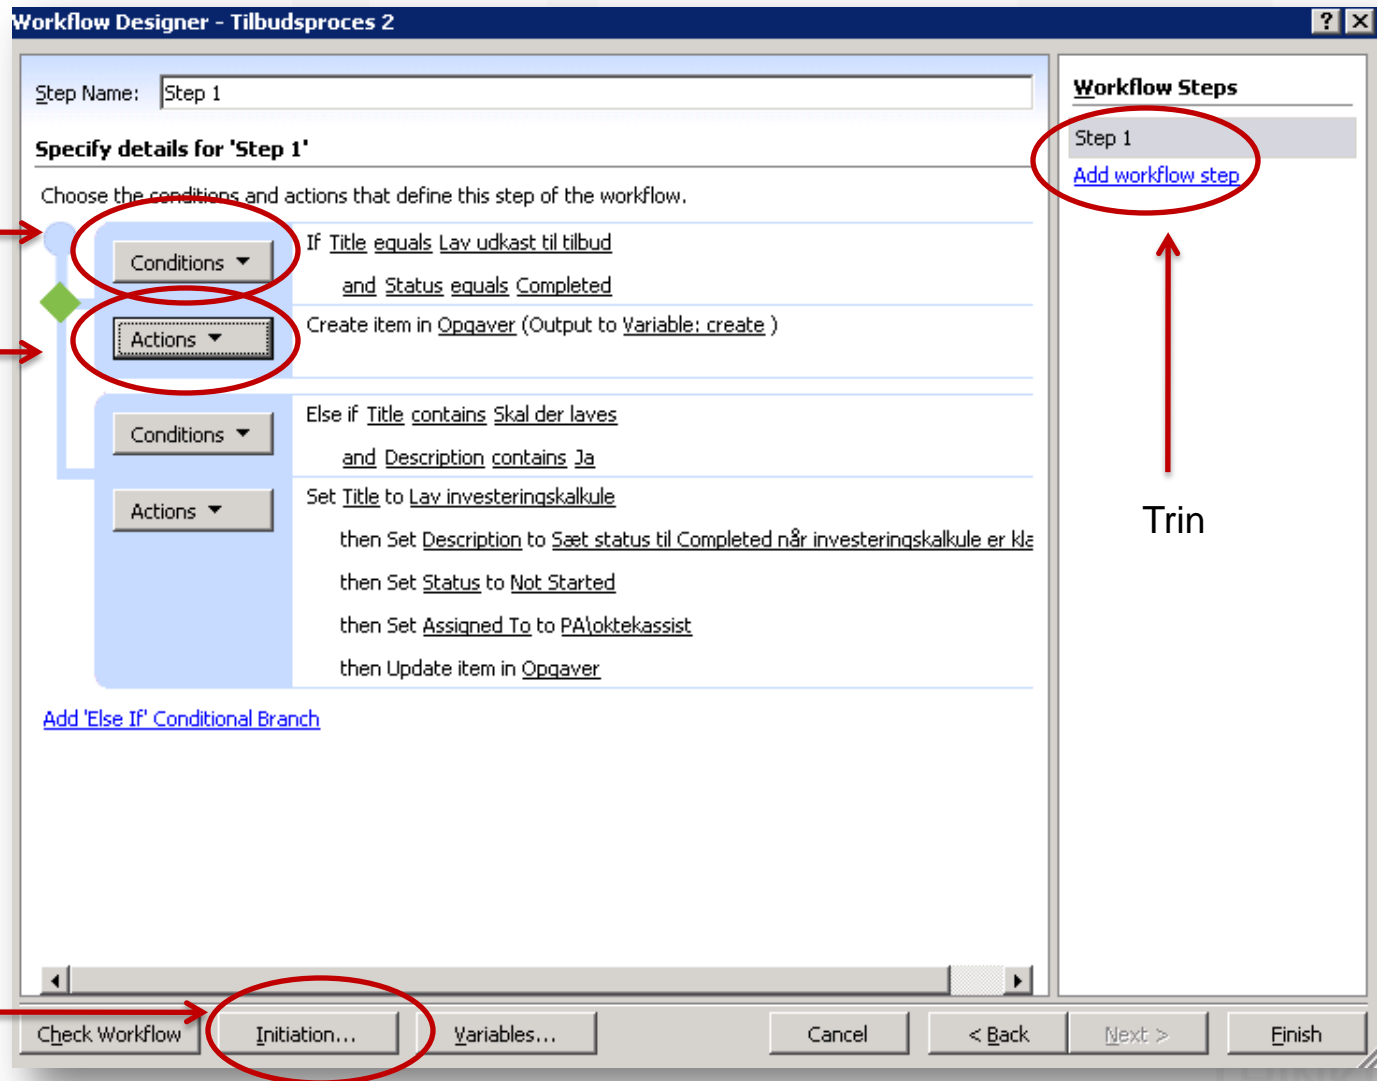 Workflow Designer - Tilbudsproces 2
Step Name: Step 1
Specify details for 'Step 1'
Choose the conditions and actions that define this step of the workflow.
Conditions
If Title equals Lav udkast til tilbud
and Status equals Completed
Actions
Create item in Opgaver (Output to Variable: create )
Conditions
Else if Title contains Skal der laves
and Description contains Ja
Actions
Set Title to Lav investeringskalkule
then Set Description to Sæt status til Completed når investeringskalkule er kla
then Set Status to Not Started
then Set Assigned To to PA\oktekassist
then Update item in Opgaver
Add 'Else If' Conditional Branch
Workflow Steps
Step 1
Add workflow step
Trin
Check Workflow
Initiation...
Variables...
Cancel
< Back
Next >
Finish